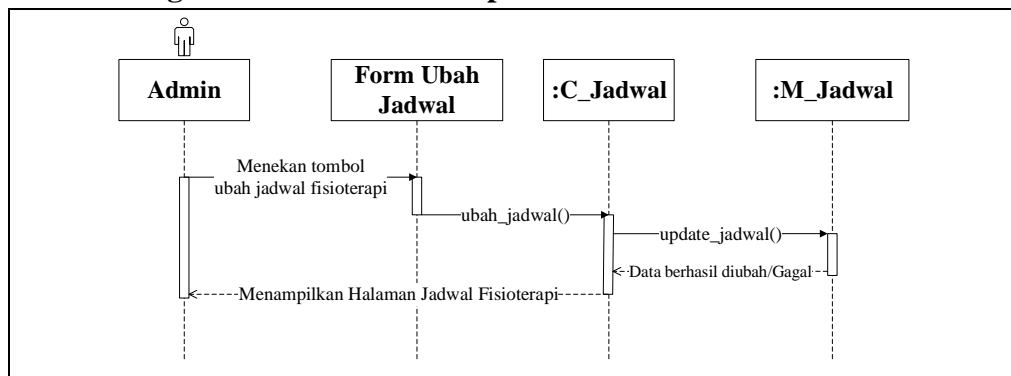 Admin
Form Ubah
Jadwal
:C_Jadwal
:M_Jadwal
Menekan tombol
ubah jadwal fisioterapi
ubah_jadwal()
update_jadwal()
Data berhasil diubah/Gagal
Menampilkan Halaman Jadwal Fisioterapi